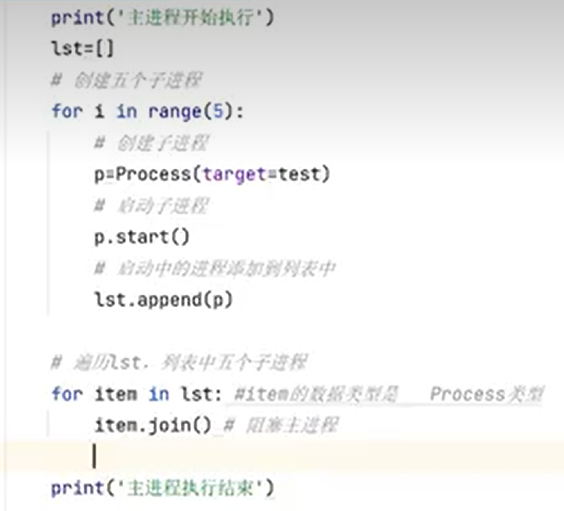 print('主进程开始执行')
lst=[]
# 创建五个子进程
for i in range(5):
# 创建子进程
p=Process(target=test)
# 启动子进程
p.start()
# 启动中的进程添加到列表中
lst.append(p)
# 遍历lst，列表中五个子进程
for item in lst: #item的数据类型是   Process类型
item.join() # 阻塞主进程
print('主进程执行结束')